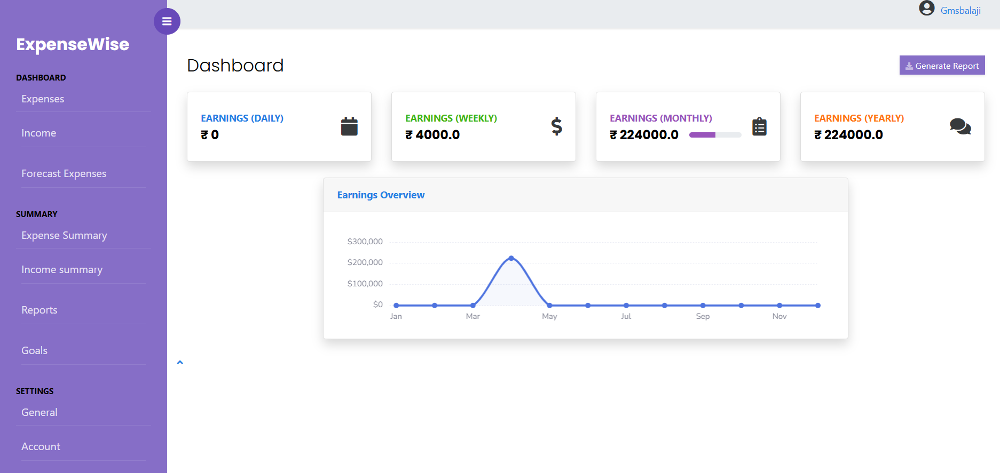 Gmsbalaji
ExpenseWise
DASHBOARD
Expenses
Income
Forecast Expenses
SUMMARY
Expense Summary
Income summary
Reports
Goals
SETTINGS
General
Account
Dashboard
Generate Report
EARNINGS (DAILY)
₹ 0
EARNINGS (WEEKLY)
₹ 4000.0
EARNINGS (MONTHLY)
₹ 224000.0
EARNINGS (YEARLY)
₹ 224000.0
Earnings Overview
$300,000
$200,000
$100,000
$0
Jan Mar May Jul Sep Nov